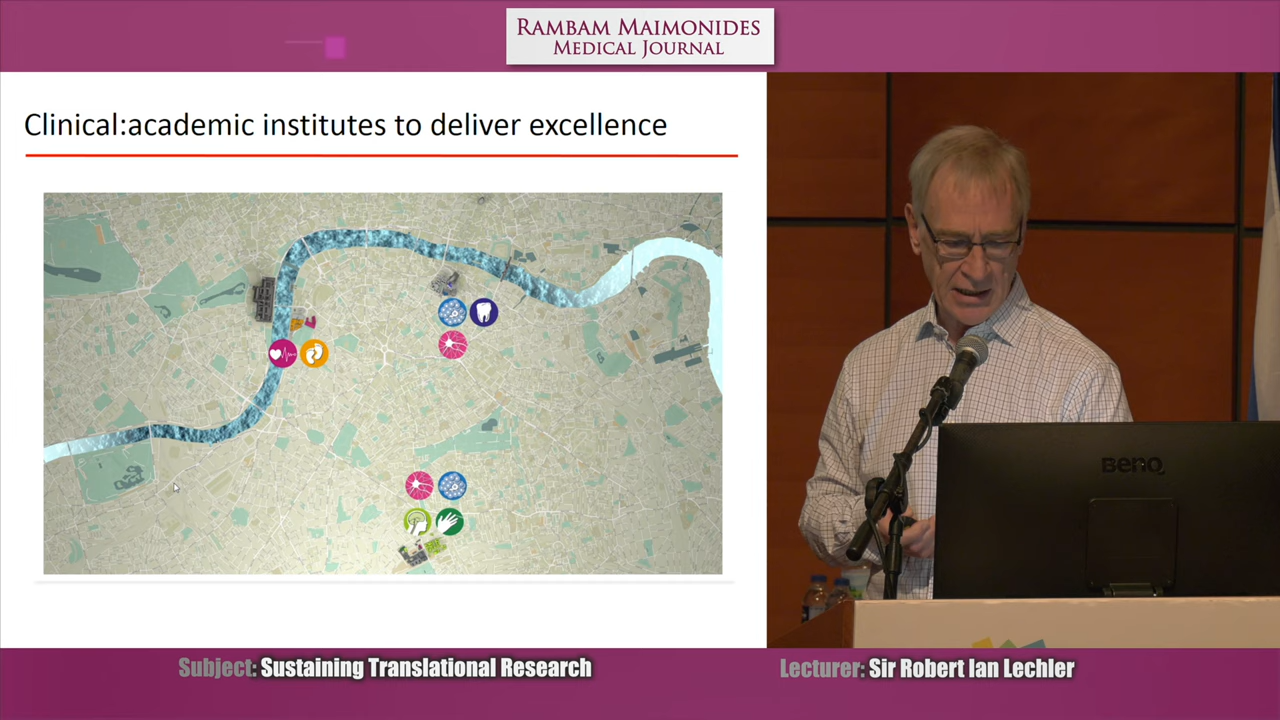 RAMBAM MAIMONIDES
MEDICAL JOURNAL
Clinical:academic institutes to deliver excellence
BenQ
Subject: Sustaining Translational Research
Lecturer: Sir Robert Ian Lechler